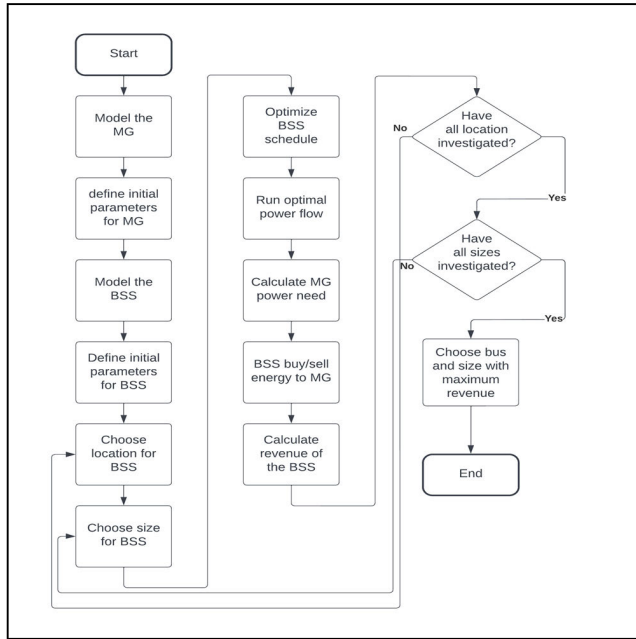 Start
Model the
MG
define initial
parameters
for MG
Model the
BSS
Define initial
parameters
for BSS
Choose
location for
BSS
Choose size
for BSS
Optimize
BSS
schedule
Run optimal
power flow
Calculate MG
power need
BSS buy/sell
energy to MG
Calculate
revenue of
the BSS
Have
all location
investigated?
No
Yes
Have
all sizes
investigated?
No
Yes
Choose bus
and size with
maximum
revenue
End